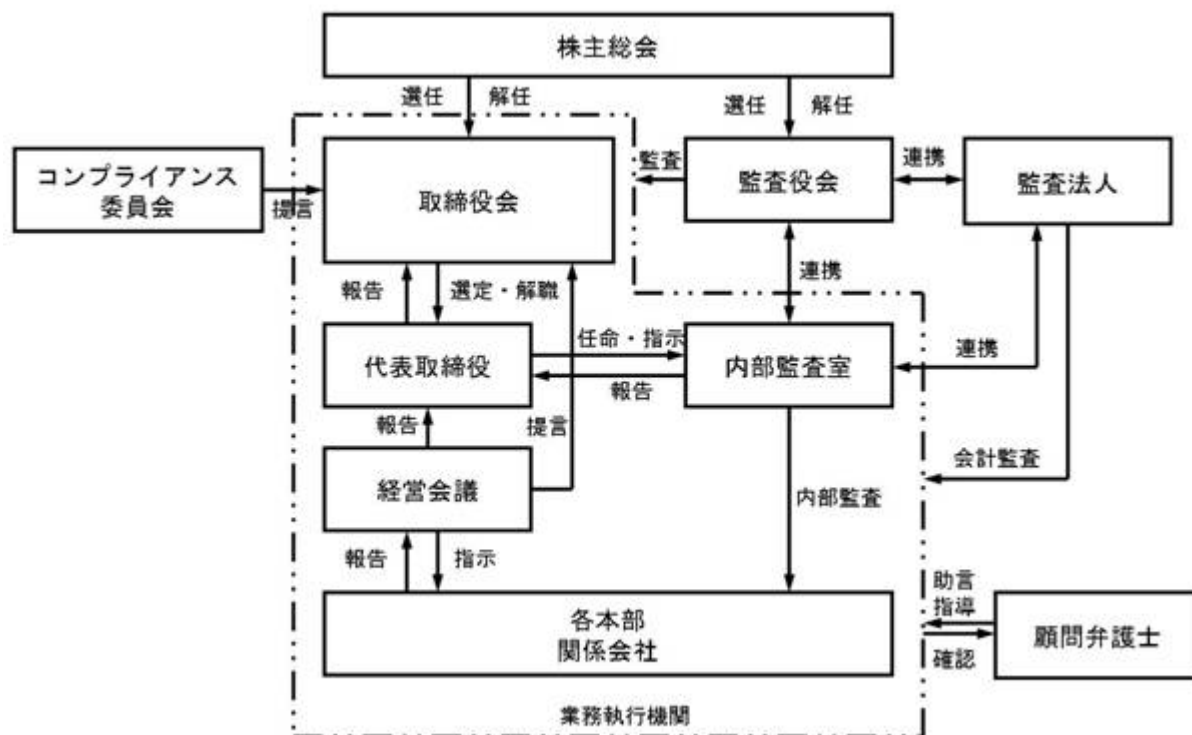 株主総会
選任
解任
選任
解任
コンプライアンス
委員会
提言
取締役会
監査
監査役会
連携
監査法人
報告
選定・解職
連携
代表取締役
任命・指示
報告
内部監査室
連携
報告
提言
経営会議
会計監査
内部監査
報告
指示
各本部
関係会社
助言
指導
確認
顧問弁護士
業務執行機関